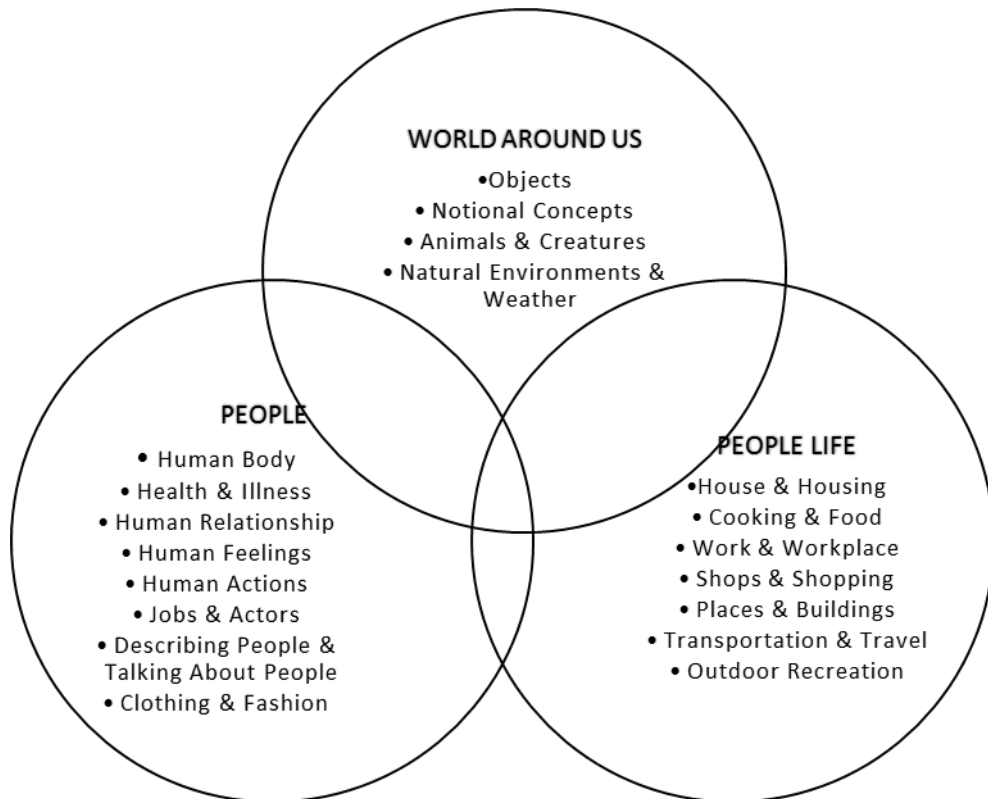 WORLD AROUND US
•Objects
• Notional Concepts
• Animals & Creatures
• Natural Environments &
Weather
PEOPLE
• Human Body
• Health & Illness
• Human Relationship
• Human Feelings
• Human Actions
• Jobs & Actors
• Describing People &
Talking About People
• Clothing & Fashion
PEOPLE LIFE
•House & Housing
• Cooking & Food
• Work & Workplace
• Shops & Shopping
• Places & Buildings
• Transportation & Travel
• Outdoor Recreation